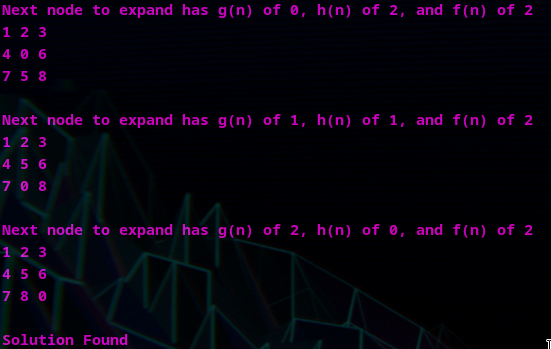 Next node to expand has g(n) of 0, h(n) of 2, and f(n) of 2
1 2 3
4 0 6
7 5 8
Next node to expand has g(n) of 1, h(n) of 1, and f(n) of 2
1 2 3
4 5 6
7 0 8
Next node to expand has g(n) of 2, h(n) of 0, and f(n) of 2
1 2 3
4 5 6
7 8 0
Solution Found